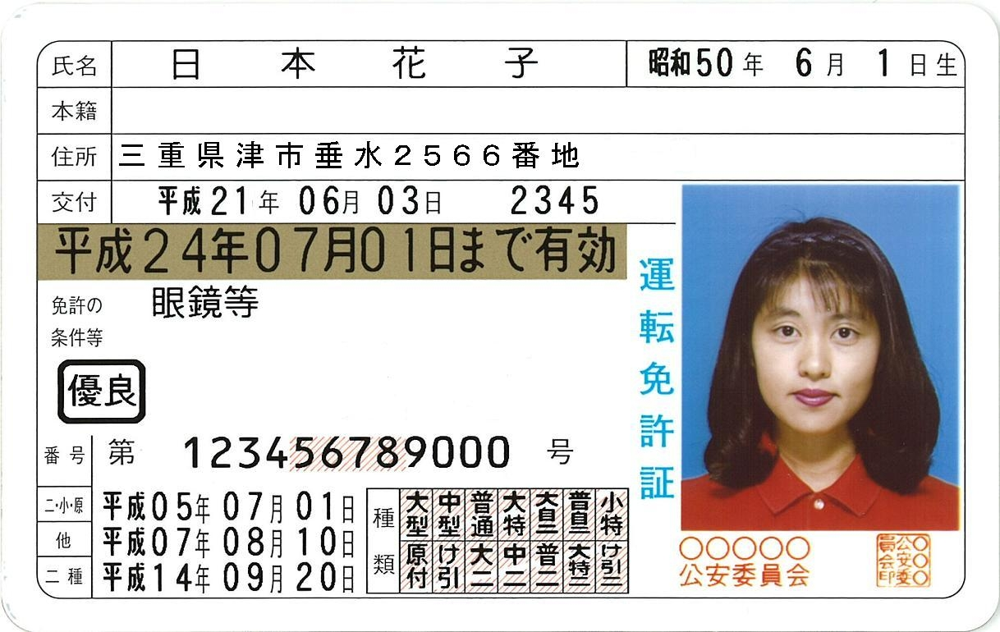 氏名 日本花子 昭和50年 6月 1日生
本籍
住所 三重県津市垂水2566番地
交付 平成21年06月03日 2345
平成24年07月01日まで有効
免許の
条件等
眼鏡等
優良
番号 第 123456789000 号
二・小・原 平成05年07月01日
他 平成07年08月10日
二種 平成14年09月20日
種類
大型 中型 普通 大特 大自二 普自二 小特
原付 け引 大二 中二 普二 大特二 け引二
運転免許証
○○○○○
公安委員会
公安委員会印